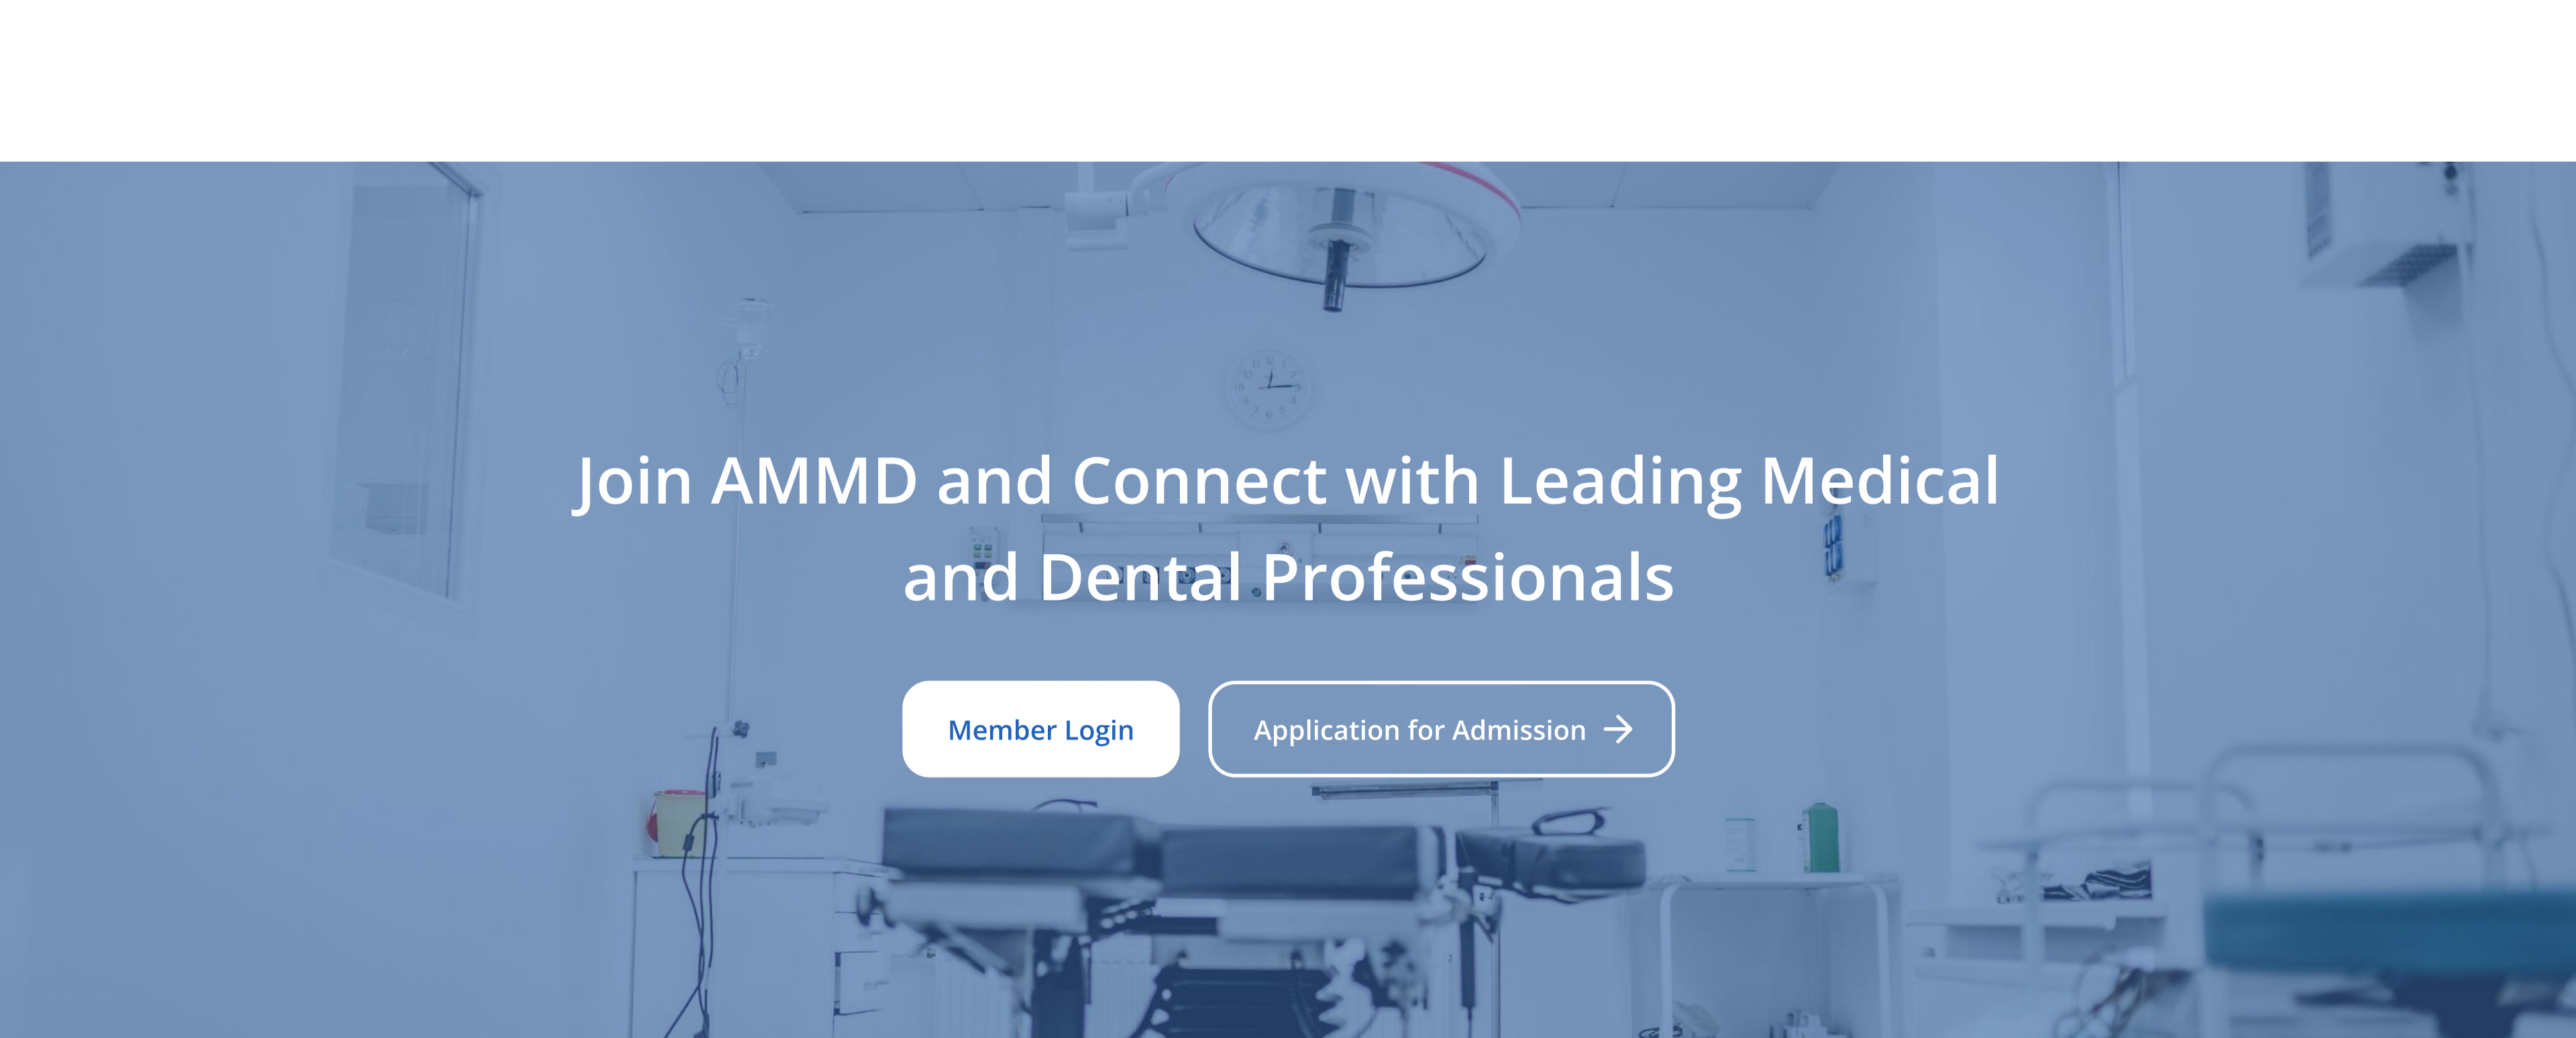 Join AMMD and Connect with Leading Medical
and Dental Professionals
Member Login
Application for Admission